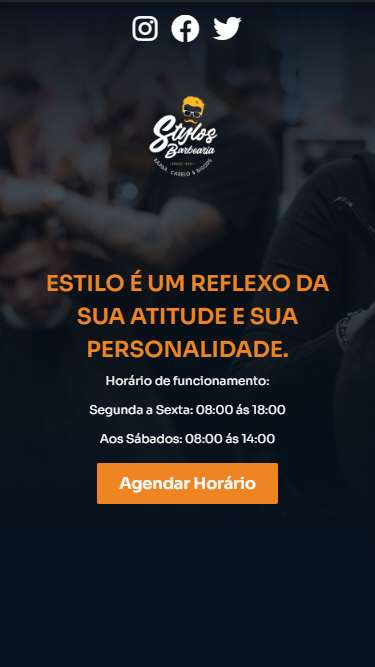 Stylos
Barbearia
BARBA, CABELO & BIGODE
ESTILO É UM REFLEXO DA
SUA ATITUDE E SUA
PERSONALIDADE.
Horário de funcionamento:
Segunda a Sexta: 08:00 ás 18:00
Aos Sábados: 08:00 ás 14:00
Agendar Horário